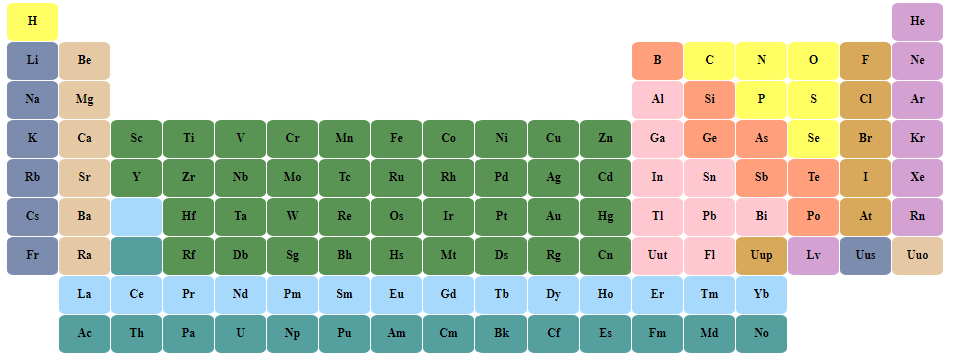 H He
Li Be B C N O F Ne
Na Mg Al Si P S Cl Ar
K Ca Sc Ti V Cr Mn Fe Co Ni Cu Zn Ga Ge As Se Br Kr
Rb Sr Y Zr Nb Mo Tc Ru Rh Pd Ag Cd In Sn Sb Te I Xe
Cs Ba Hf Ta W Re Os Ir Pt Au Hg Tl Pb Bi Po At Rn
Fr Ra Rf Db Sg Bh Hs Mt Ds Rg Cn Uut Fl Uup Lv Uus Uuo
La Ce Pr Nd Pm Sm Eu Gd Tb Dy Ho Er Tm Yb
Ac Th Pa U Np Pu Am Cm Bk Cf Es Fm Md No